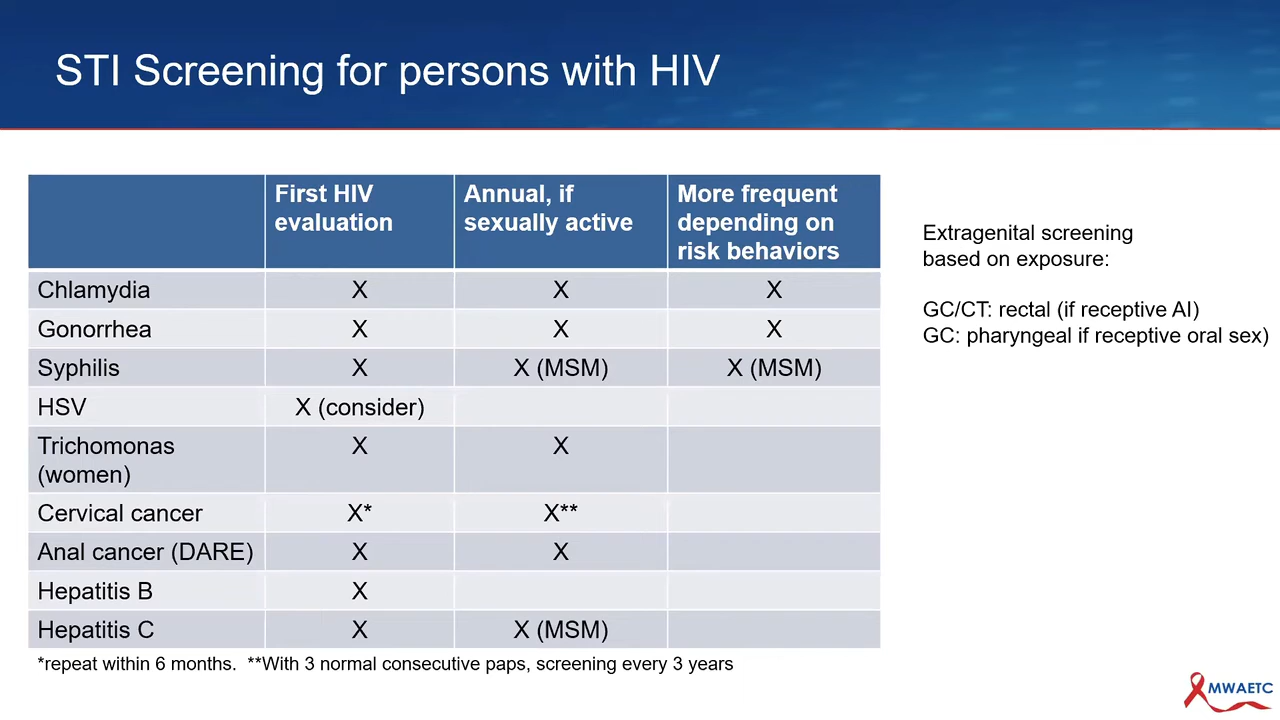 STI Screening for persons with HIV
First HIV evaluation
Annual, if sexually active
More frequent depending on risk behaviors
Chlamydia X X X
Gonorrhea X X X
Syphilis X X (MSM) X (MSM)
HSV X (consider)
Trichomonas (women) X X
Cervical cancer X* X**
Anal cancer (DARE) X X
Hepatitis B X
Hepatitis C X X (MSM)
*repeat within 6 months. **With 3 normal consecutive paps, screening every 3 years
Extragenital screening
based on exposure:
GC/CT: rectal (if receptive AI)
GC: pharyngeal if receptive oral sex)
MWAETC